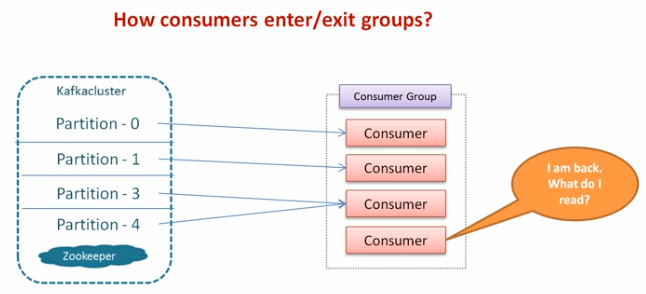 How consumers enter/exit groups?
Kafkacluster
Partition - 0
Partition - 1
Partition - 3
Partition - 4
Zookeeper
Consumer Group
Consumer
Consumer
Consumer
Consumer
I am back.
What do I
read?